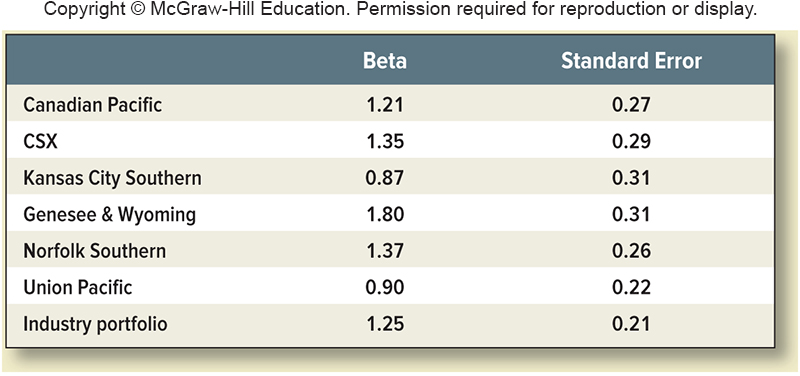 Copyright © McGraw-Hill Education. Permission required for reproduction or display.
Beta Standard Error
Canadian Pacific 1.21 0.27
CSX 1.35 0.29
Kansas City Southern 0.87 0.31
Genesee & Wyoming 1.80 0.31
Norfolk Southern 1.37 0.26
Union Pacific 0.90 0.22
Industry portfolio 1.25 0.21